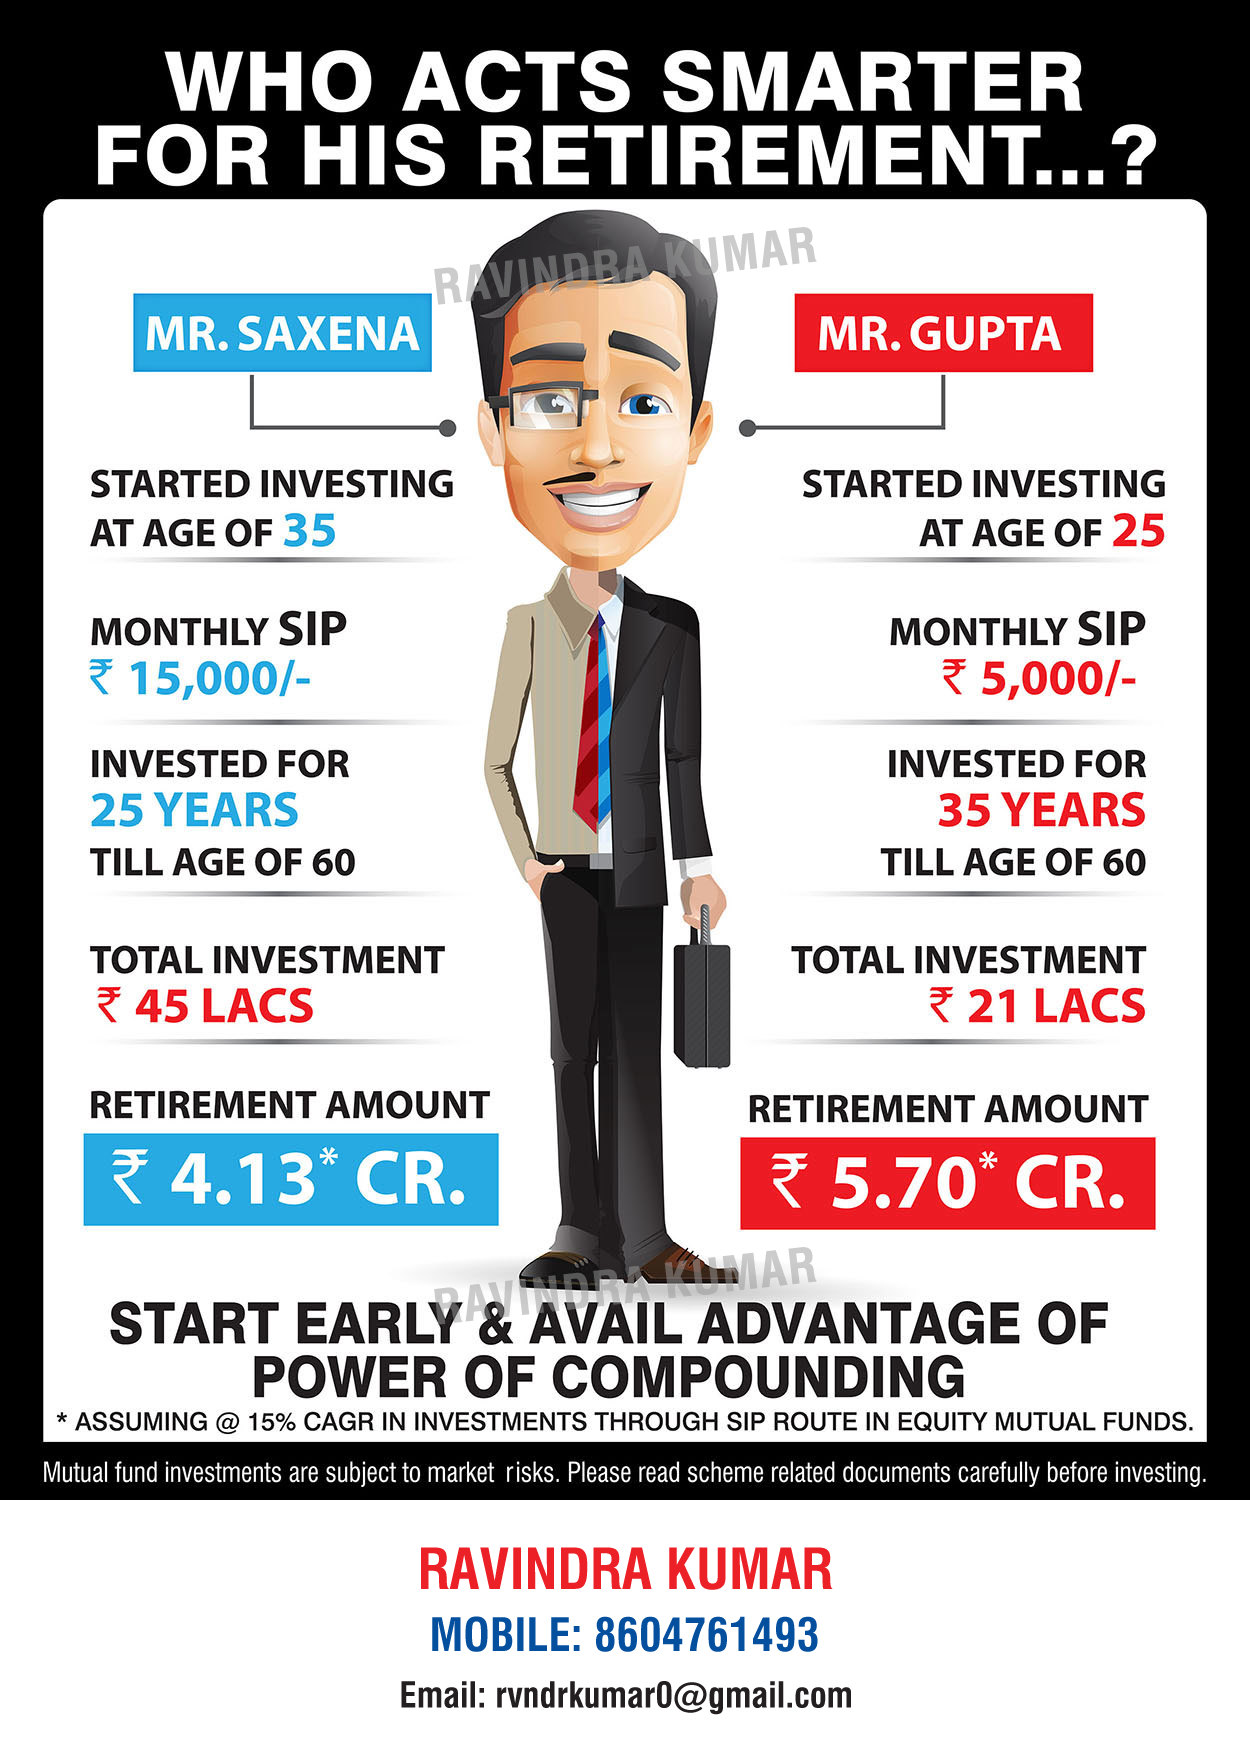 WHO ACTS SMARTER
FOR HIS RETIREMENT...?
RAVINDRA KUMAR
MR. SAXENA
STARTED INVESTING
AT AGE OF 35
MONTHLY SIP
₹ 15,000/-
INVESTED FOR
25 YEARS
TILL AGE OF 60
TOTAL INVESTMENT
₹ 45 LACS
RETIREMENT AMOUNT
₹ 4.13* CR.
MR. GUPTA
STARTED INVESTING
AT AGE OF 25
MONTHLY SIP
₹ 5,000/-
INVESTED FOR
35 YEARS
TILL AGE OF 60
TOTAL INVESTMENT
₹ 21 LACS
RETIREMENT AMOUNT
₹ 5.70* CR.
RAVINDRA KUMAR
START EARLY & AVAIL ADVANTAGE OF
POWER OF COMPOUNDING
* ASSUMING @ 15% CAGR IN INVESTMENTS THROUGH SIP ROUTE IN EQUITY MUTUAL FUNDS.
Mutual fund investments are subject to market risks. Please read scheme related documents carefully before investing.
RAVINDRA KUMAR
MOBILE: 8604761493
Email: rvndrkumar0@gmail.com